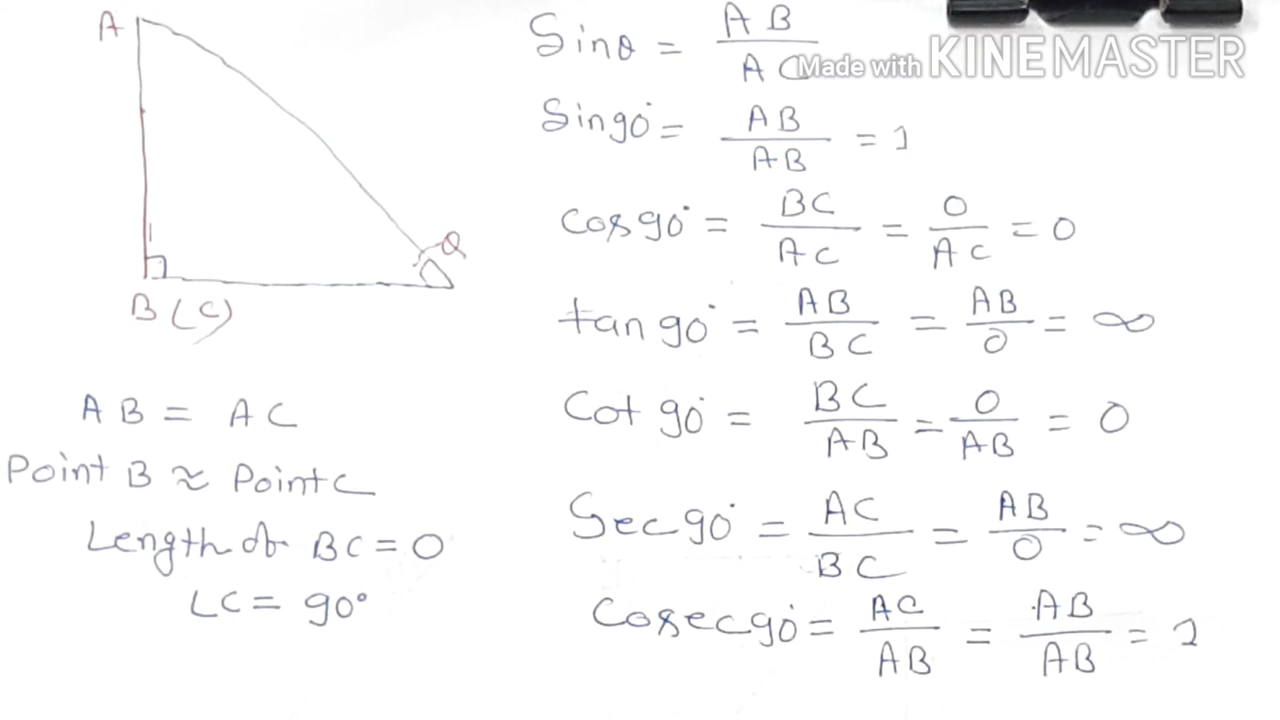 A
B (C)
θ
AB = AC
Point B ≈ Point C
Length of BC = 0
∠C = 90°
Sinθ = AB / AC
Made with KINEMASTER
Sin90° = AB / AB = 1
Cos90° = BC / AC = 0 / AC = 0
tan90° = AB / BC = AB / 0 = ∞
Cot90° = BC / AB = 0 / AB = 0
Sec90° = AC / BC = AB / 0 = ∞
Cosec90° = AC / AB = AB / AB = 1